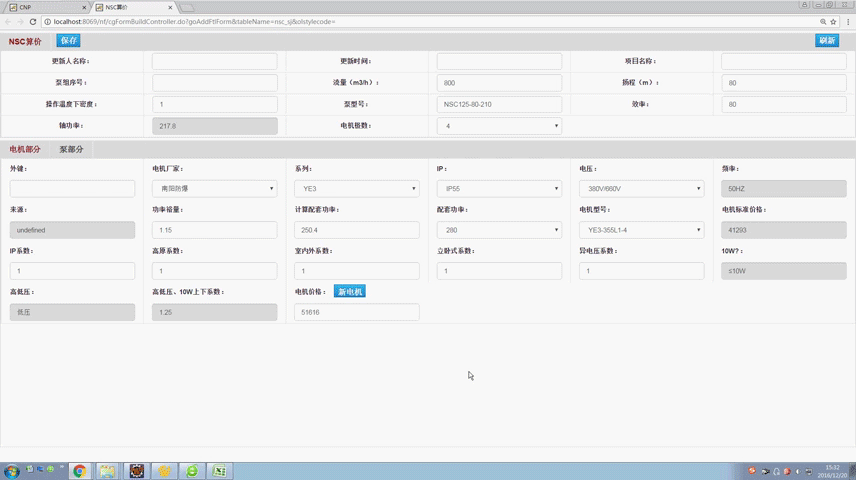 CNP
NSC算价
localhost:8069/nf/cgFormBuildController.do?goAddFtlForm&tableName=nsc_sj&olstylecode=
NSC算价 保存 刷新
更新人名称: 更新时间: 项目名称:
泵组序号: 流量(m3/h): 800 扬程(m): 80
操作温度下密度: 1 泵型号: NSC125-80-210 效率: 80
轴功率: 217.8 电机极数: 4
电机部分 泵部分
外键: 电机厂家: 系列: IP: 电压: 频率:
南阳防爆 YE3 IP55 380V/660V 50HZ
来源: 功率裕量: 计算配套功率: 配套功率: 电机型号: 电机标准价格:
undefined 1.15 250.4 280 YE3-355L1-4 41293
IP系数: 高原系数: 室内外系数: 立卧式系数: 异电压系数: 10W?:
1 1 1 1 1 ≤10W
高低压: 高低压、10W上下系数: 电机价格: 新电机
低压 1.25 51616
15:32
2016/12/20